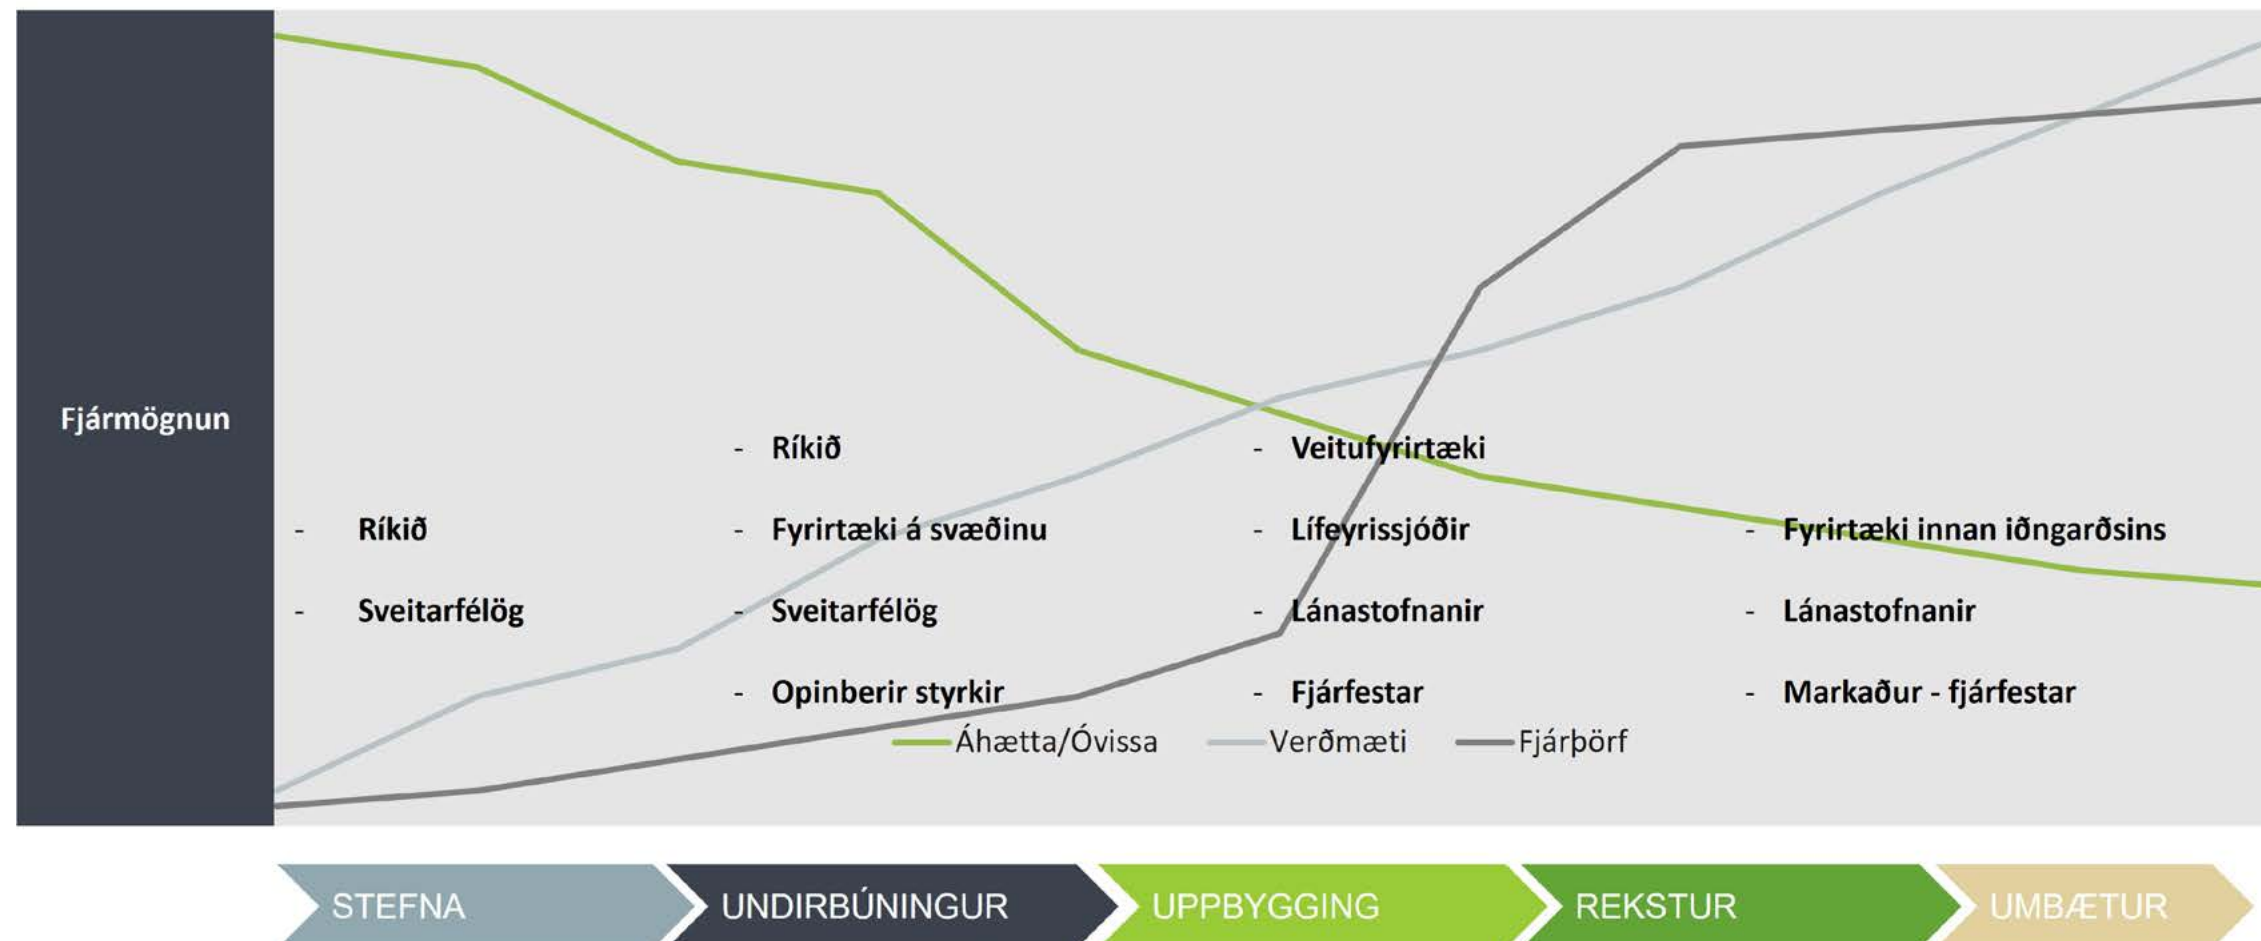 Fjármögnun
- Ríkið
- Sveitarfélög
- Ríkið
- Fyrirtæki á svæðinu
- Sveitarfélög
- Opinberir styrkir
- Veitufyrirtæki
- Lífeyrissjóðir
- Lánastofnanir
- Fjárfestar
- Fyrirtæki innan iðngarðsins
- Lánastofnanir
- Markaður - fjárfestar
Áhætta/Óvissa Verðmæti Fjárþörf
STEFNA UNDIRBÚNINGUR UPPBYGGING REKSTUR UMBÆTUR